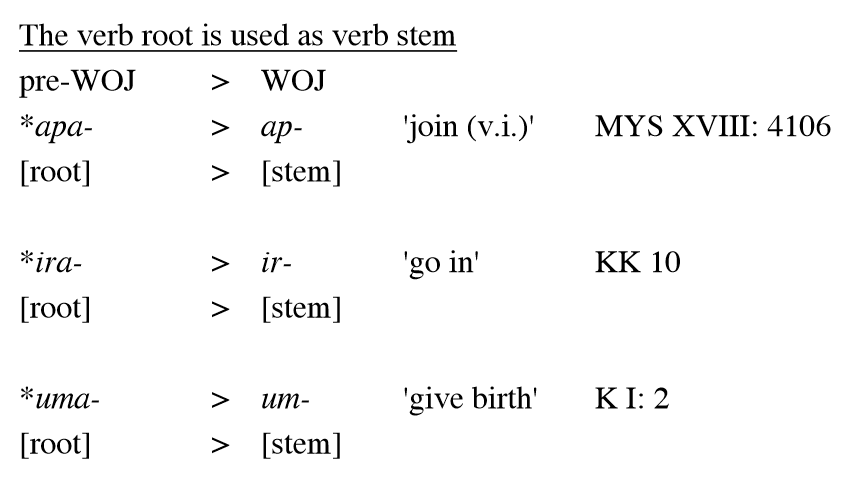 The verb root is used as verb stem
pre-WOJ > WOJ
*apa- > ap- 'join (v.i.)' MYS XVIII: 4106
[root] > [stem]
*ira- > ir- 'go in' KK 10
[root] > [stem]
*uma- > um- 'give birth' K I: 2
[root] > [stem]